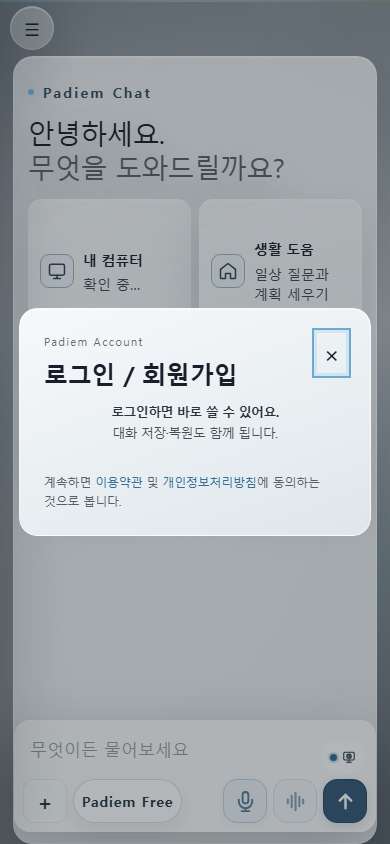 Padiem Chat
안녕하세요.
무엇을 도와드릴까요?
내 컴퓨터
확인 중...
생활 도움
일상 질문과
계획 세우기
Padiem Account
로그인 / 회원가입
로그인하면 바로 쓸 수 있어요.
대화 저장·복원도 함께 됩니다.
계속하면 이용약관 및 개인정보처리방침에 동의하는
것으로 봅니다.
무엇이든 물어보세요
Padiem Free